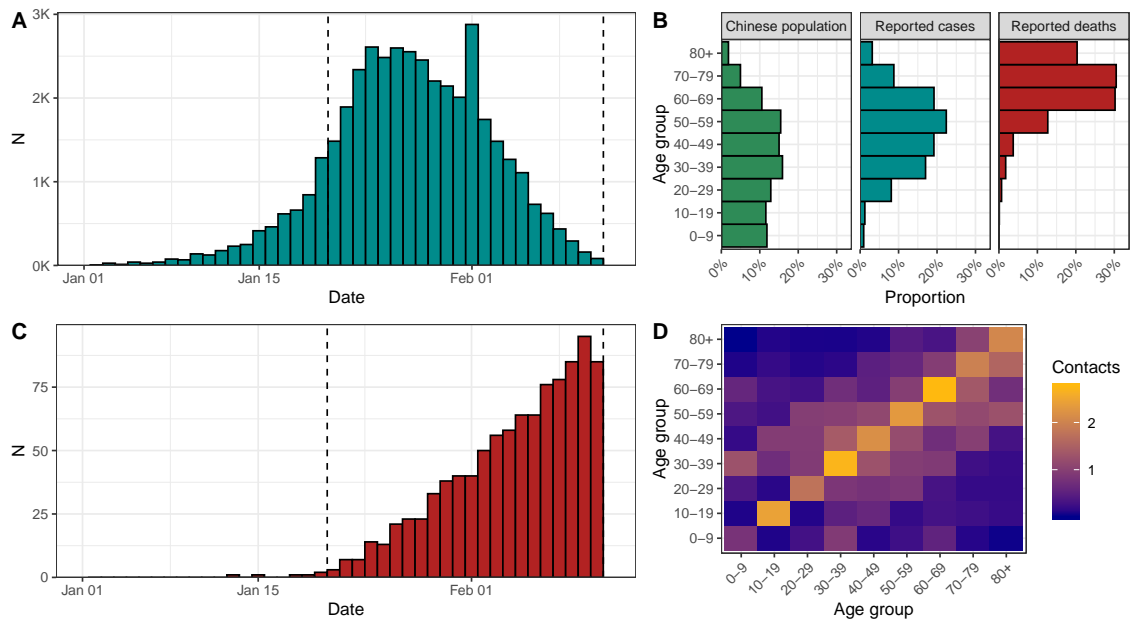 A
3K
2K
1K
0K
N
Jan 01
Jan 15
Feb 01
Date
B
Chinese population
Reported cases
Reported deaths
80+
70−79
60−69
50−59
40−49
30−39
20−29
10−19
0−9
Age group
0% 10% 20% 30% 0% 10% 20% 30% 0% 10% 20% 30%
Proportion
C
75
50
25
0
N
Jan 01
Jan 15
Feb 01
Date
D
80+
70−79
60−69
50−59
40−49
30−39
20−29
10−19
0−9
Age group
0−9 10−19 20−29 30−39 40−49 50−59 60−69 70−79 80+
Age group
Contacts
2
1